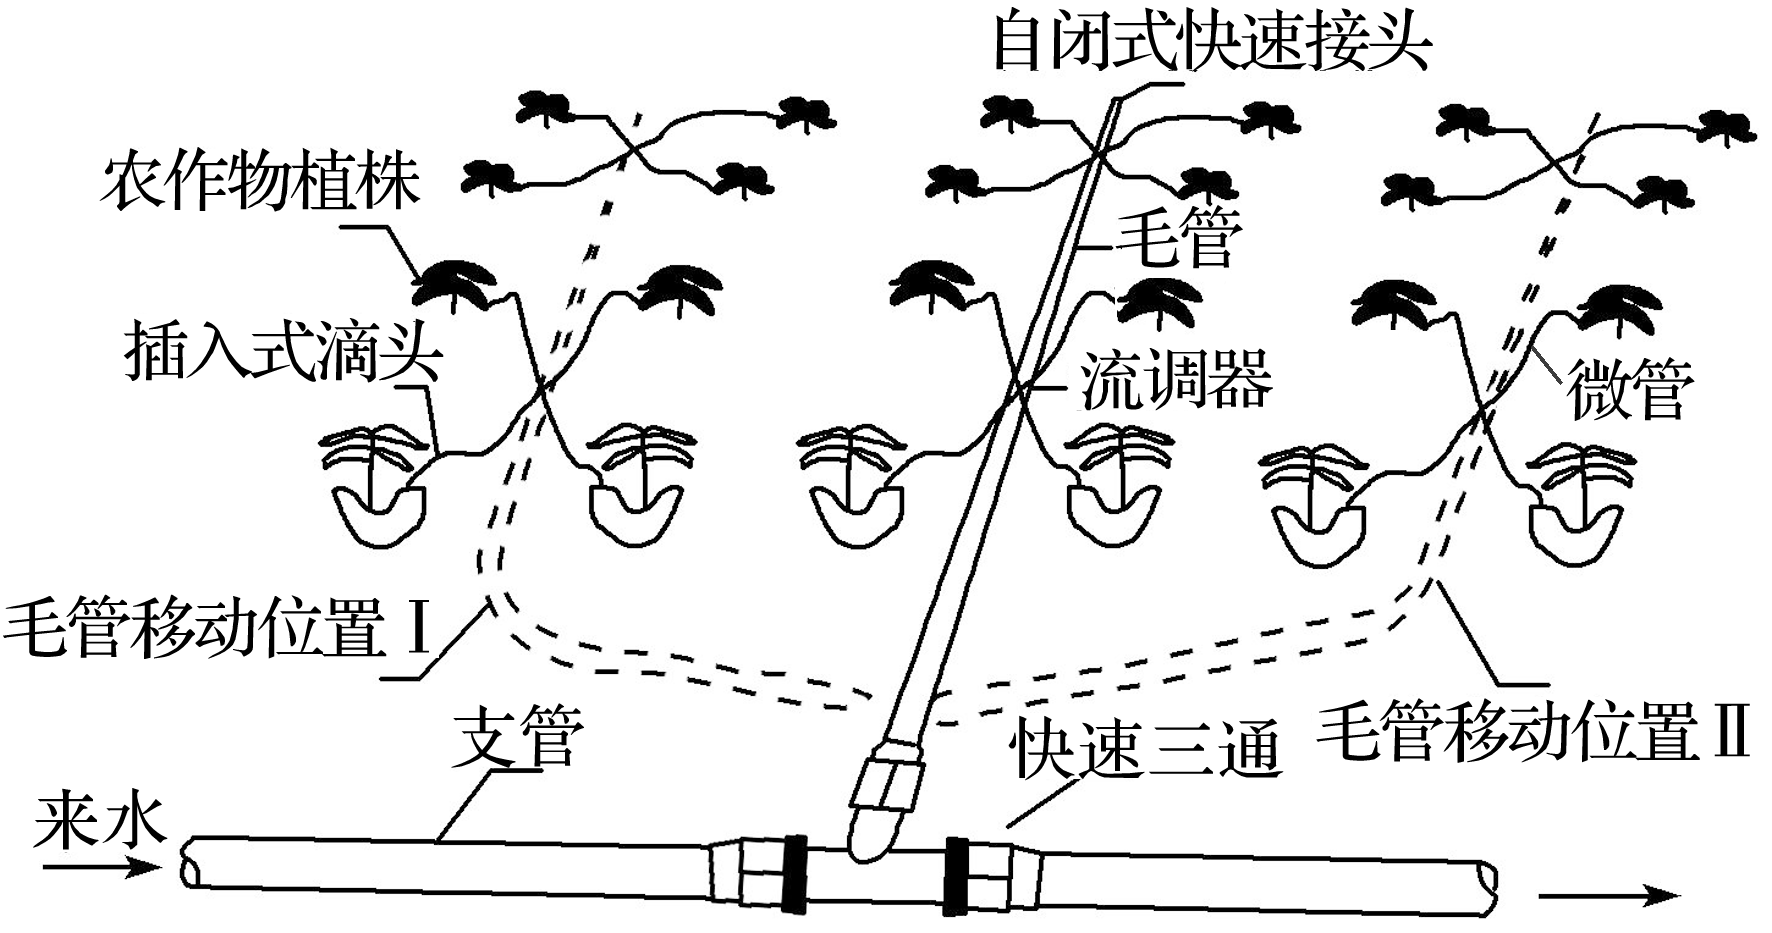 自闭式快速接头
农作物植株
毛管
插入式滴头
流调器
微管
毛管移动位置Ⅰ
支管
快速三通
毛管移动位置Ⅱ
来水